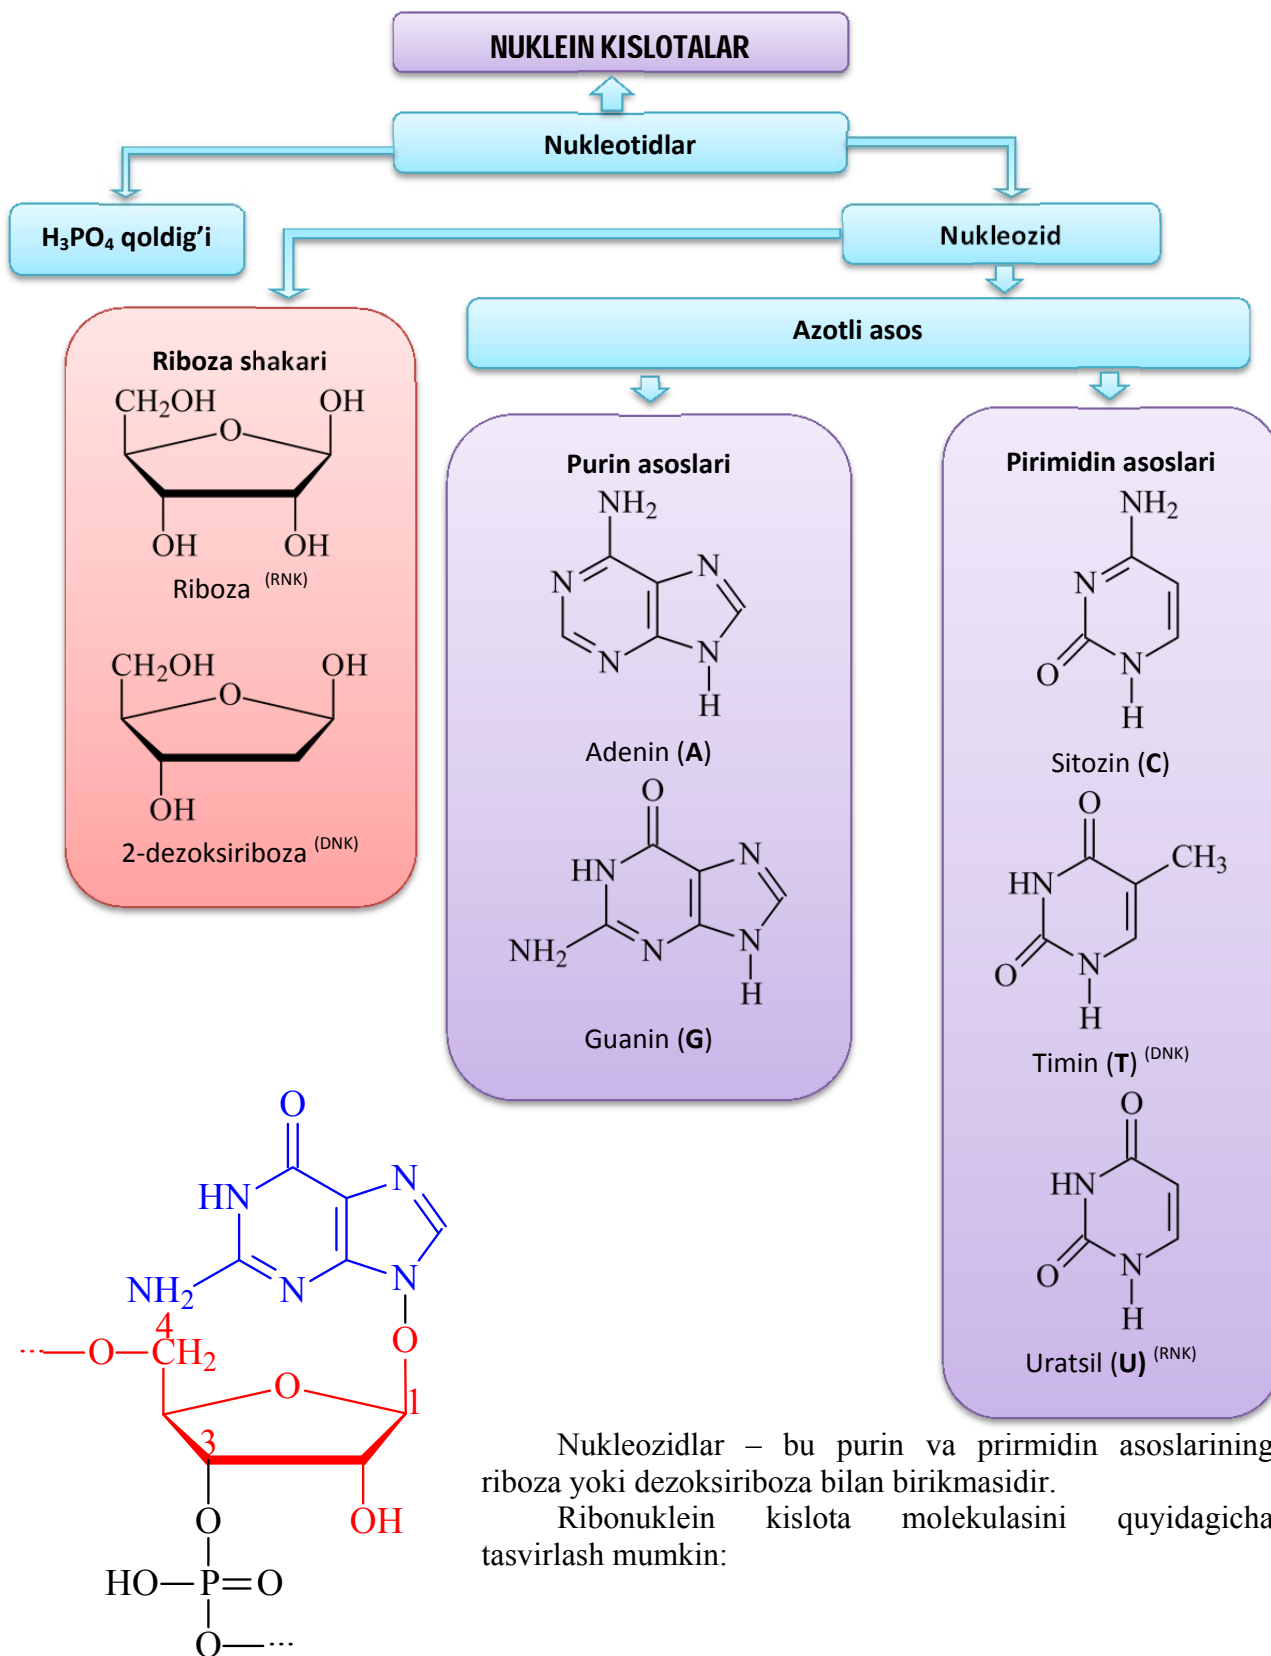 NUKLEIN KISLOTALAR
Nukleotidlar
H₃PO₄ qoldig’i
Nukleozid
Azotli asos
Riboza shakari
CH₂OH
OH
O
OH
OH
Riboza (RNK)
CH₂OH
OH
O
OH
2-dezoksiriboza (DNK)
Purin asoslari
NH₂
N
N
N
N
H
Adenin (A)
O
HN
N
NH₂
N
N
H
Guanin (G)
Pirimidin asoslari
NH₂
N
O
N
H
Sitozin (C)
O
CH₃
HN
O
N
H
Timin (T) (DNK)
O
HN
O
N
H
Uratsil (U) (RNK)
O
HN
N
NH₂
N
N
4
O
··· O CH₂
O
1
3
O
OH
HO P O
O ···
Nukleozidlar – bu purin va prirmidin asoslarining
riboza yoki dezoksiriboza bilan birikmasidir.
Ribonuklein kislota molekulasini quyidagicha
tasvirlash mumkin: